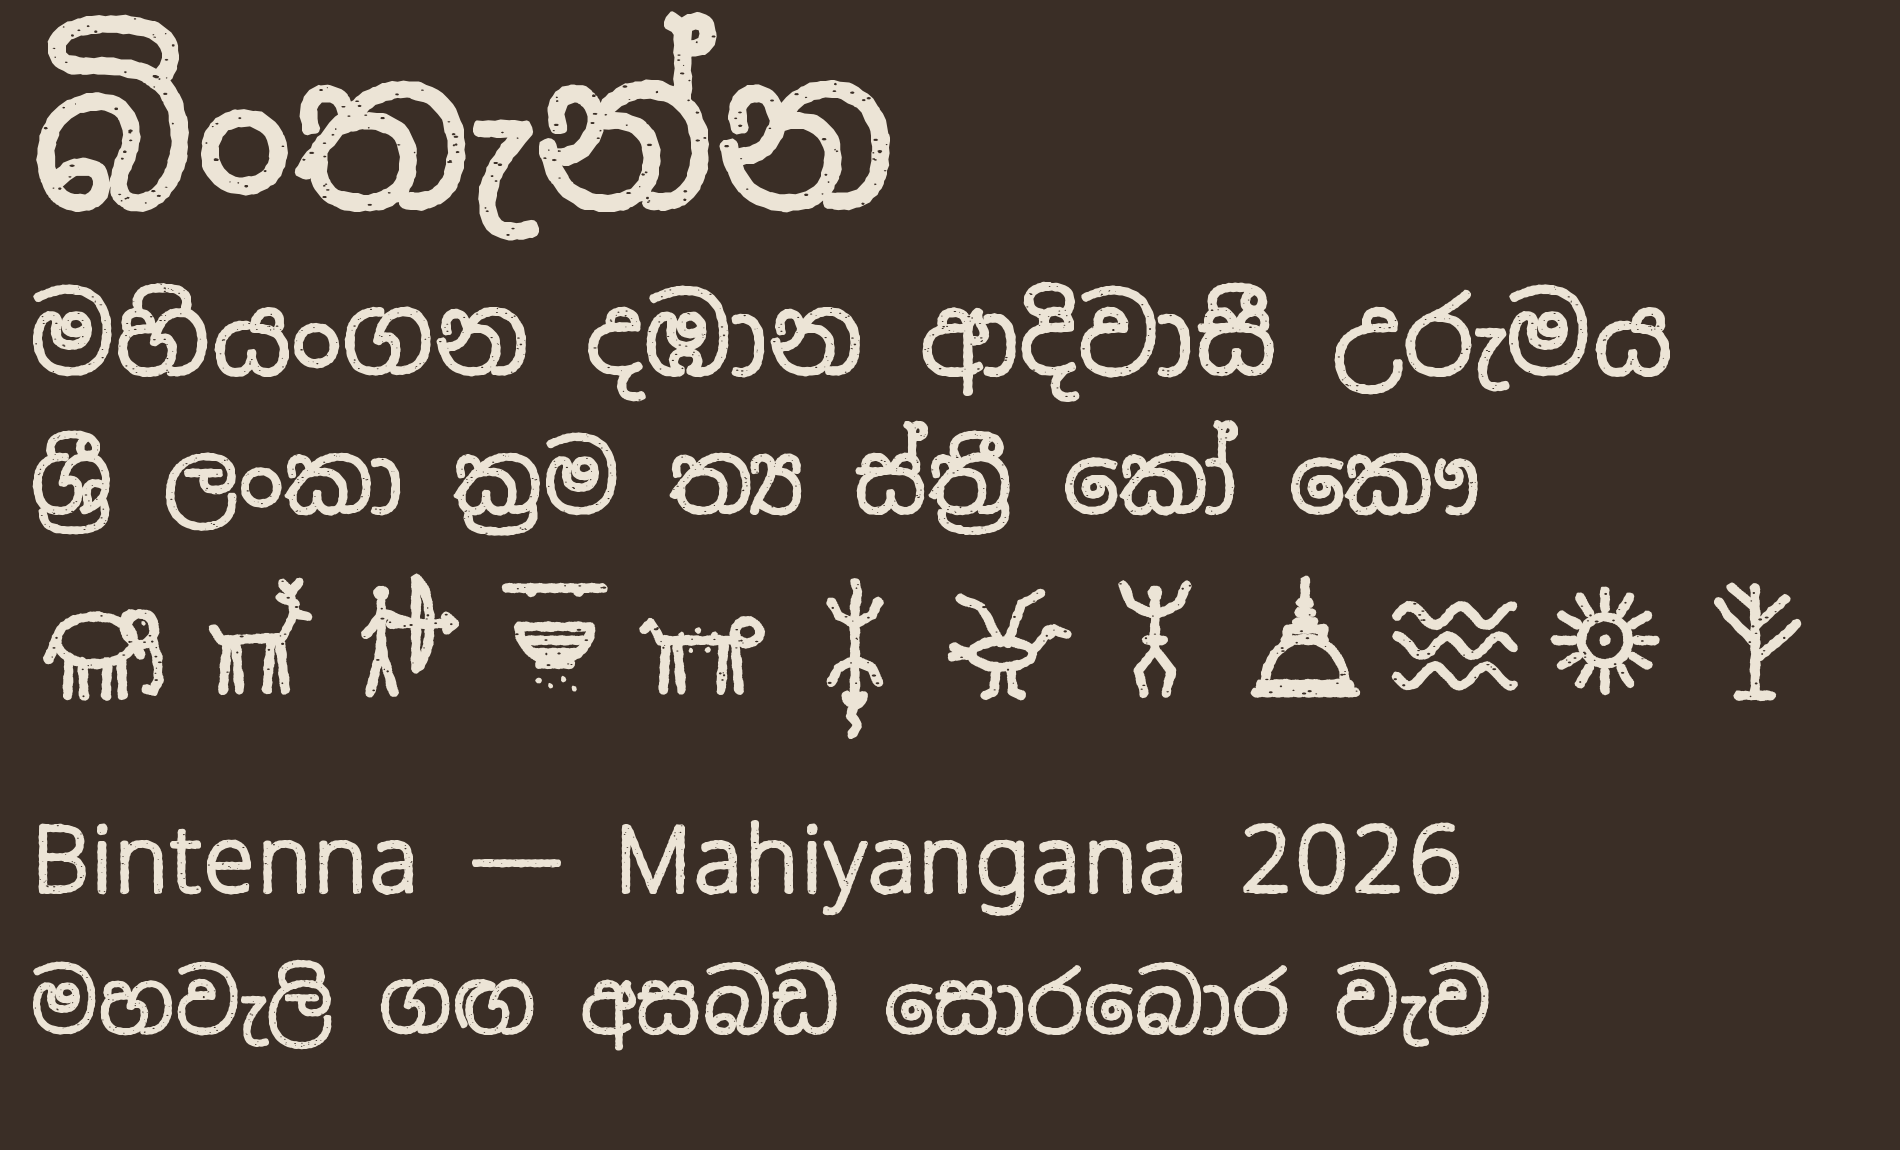 බිංතැන්න
මහියංගන දඹාන ආදිවාසී උරුමය
ශ්‍රී ලංකා ක්‍රම ත්‍ය ස්ත්‍රී කෝ කෞ
Bintenna — Mahiyangana 2026
මහවැලි ගඟ අසබඩ සොරබොර වැව